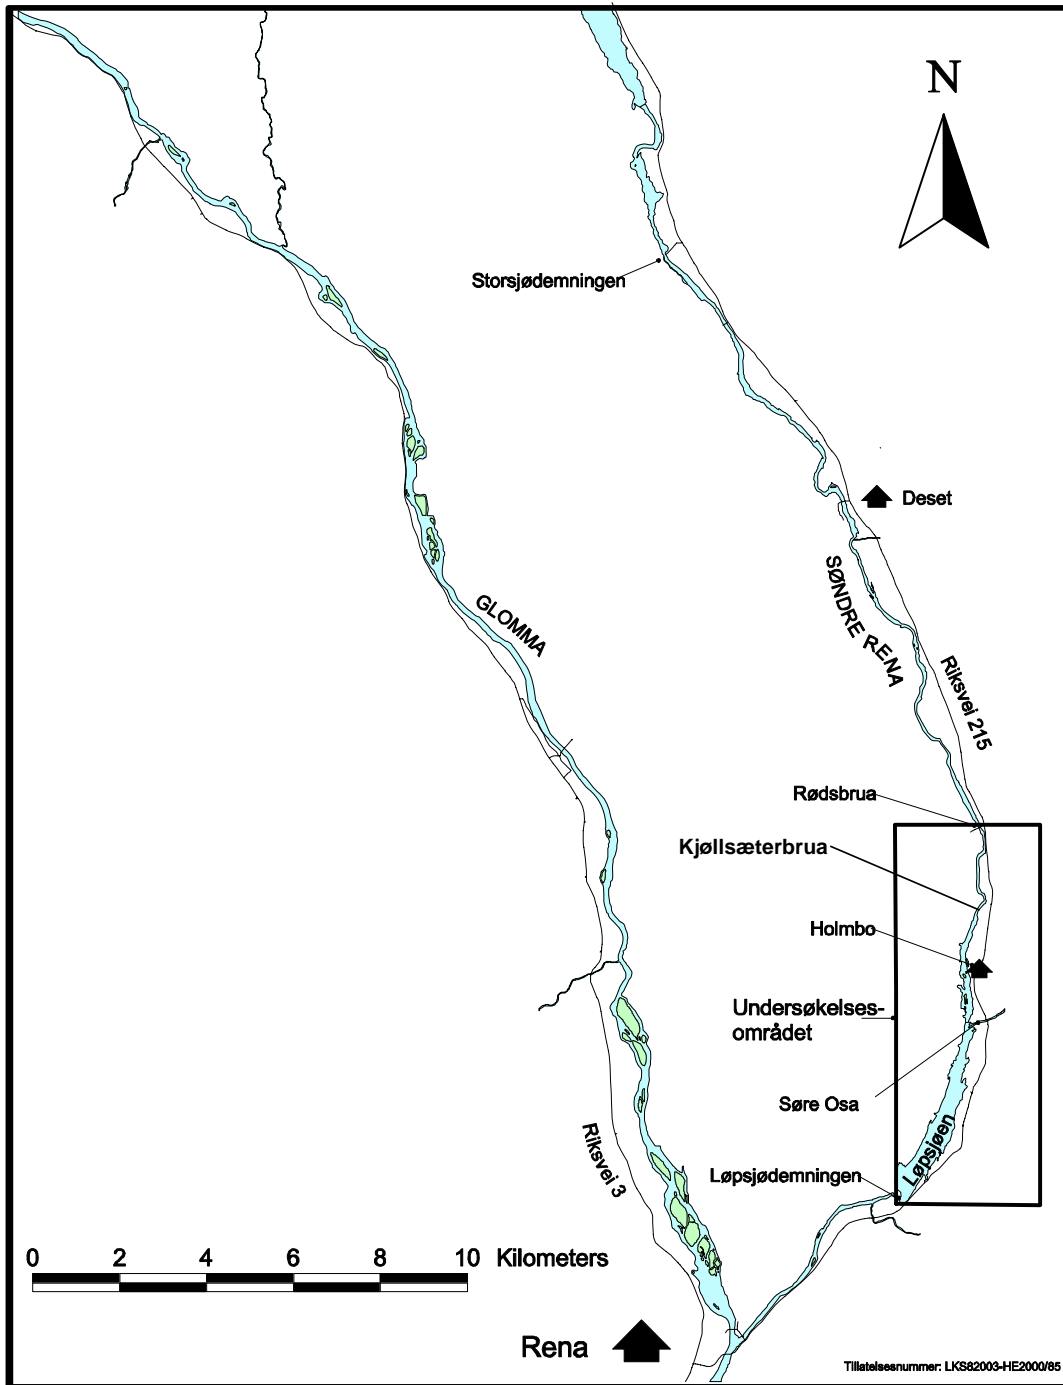 N
Storsjødemningen
Deset
GLOMMA
SØNDRE RENA
Riksvei 215
Rødsbrua
Kjøllsæterbrua
Holmbo
Undersøkelses-
området
Søre Osa
Løpsjøen
Riksvei 3
Løpsjødemningen
0 2 4 6 8 10 Kilometers
Rena
Tillatelsesnummer: LKS82003-HE2000/85